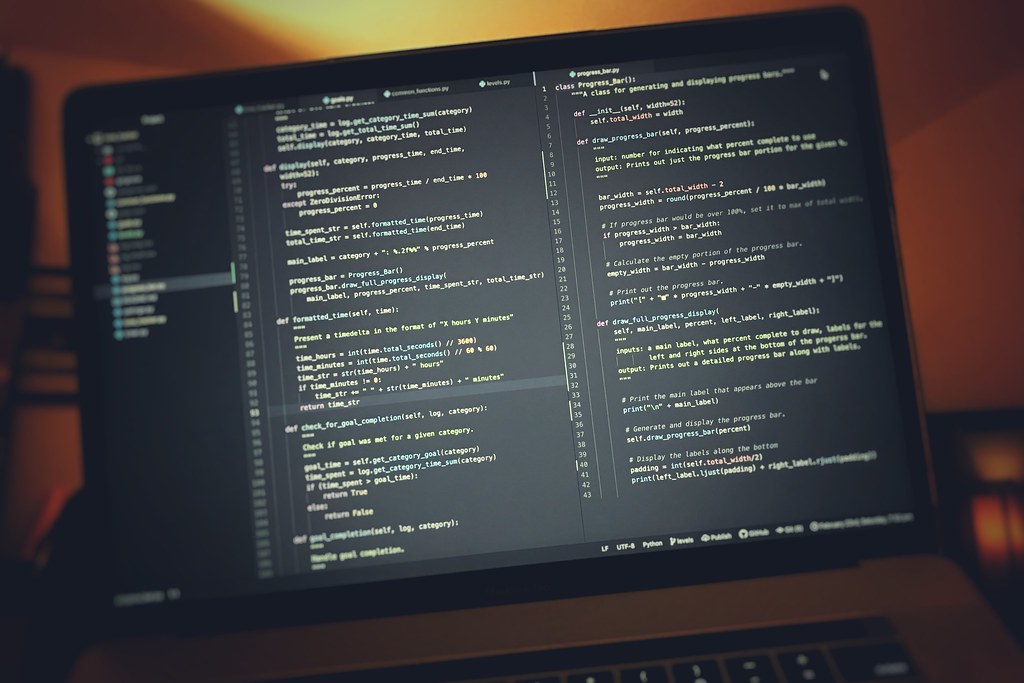 goals.py
common_functions.py
levels.py
category_time = log.get_category_time_sum(category)
total_time = log.get_total_time_sum()
self.display(category, category_time, total_time)
def display(self, category, progress_time, end_time,
width=52):
try:
progress_percent = progress_time / end_time * 100
except ZeroDivisionError:
progress_percent = 0
time_spent_str = self.formatted_time(progress_time)
total_time_str = self.formatted_time(end_time)
main_label = category + ": %.2f%%" % progress_percent
progress_bar = Progress_Bar()
progress_bar.draw_full_progress_display(
main_label, progress_percent, time_spent_str, total_time_str)
def formatted_time(self, time):
"""
Present a timedelta in the format of "X hours Y minutes"
"""
time_hours = int(time.total_seconds() // 3600)
time_minutes = int(time.total_seconds() // 60 % 60)
time_str = str(time_hours) + " hours"
if time_minutes != 0:
time_str += " " + str(time_minutes) + " minutes"
93 return time_str
def check_for_goal_completion(self, log, category):
"""
Check if goal was met for a given category.
"""
goal_time = self.get_category_goal(category)
time_spent = log.get_category_time_sum(category)
if (time_spent > goal_time):
return True
else:
return False
def goal_completion(self, log, category):
"""
Handle goal completion.
"""
progress_bar.py
1 class Progress_Bar():
2 """A class for generating and displaying progress bars."""
3
4 def __init__(self, width=52):
5 self.total_width = width
6
7 def draw_progress_bar(self, progress_percent):
8 """
9 input: number for indicating what percent complete to use
10 output: Prints out just the progress bar portion for the given %.
11 """
12
13 bar_width = self.total_width - 2
14 progress_width = round(progress_percent / 100 * bar_width)
15
16 # If progress bar would be over 100%, set it to max of total width.
17 if progress_width > bar_width:
18 progress_width = bar_width
19
20 # Calculate the empty portion of the progress bar.
21 empty_width = bar_width - progress_width
22
23 # Print out the progress bar.
24 print("[" + "■" * progress_width + "-" * empty_width + "]")
25
26 def draw_full_progress_display(
27 self, main_label, percent, left_label, right_label):
28 """
29 inputs: a main label, what percent complete to draw, labels for the
30 left and right sides at the bottom of the progress bar.
31 output: Prints out a detailed progress bar along with labels.
32 """
33
34 # Print the main label that appears above the bar
35 print("\n" + main_label)
36
37 # Generate and display the progress bar.
38 self.draw_progress_bar(percent)
39
40 # Display the labels along the bottom
41 padding = int(self.total_width/2)
42 print(left_label.ljust(padding) + right_label.rjust(padding))
43
LF UTF-8 Python levels Publish GitHub